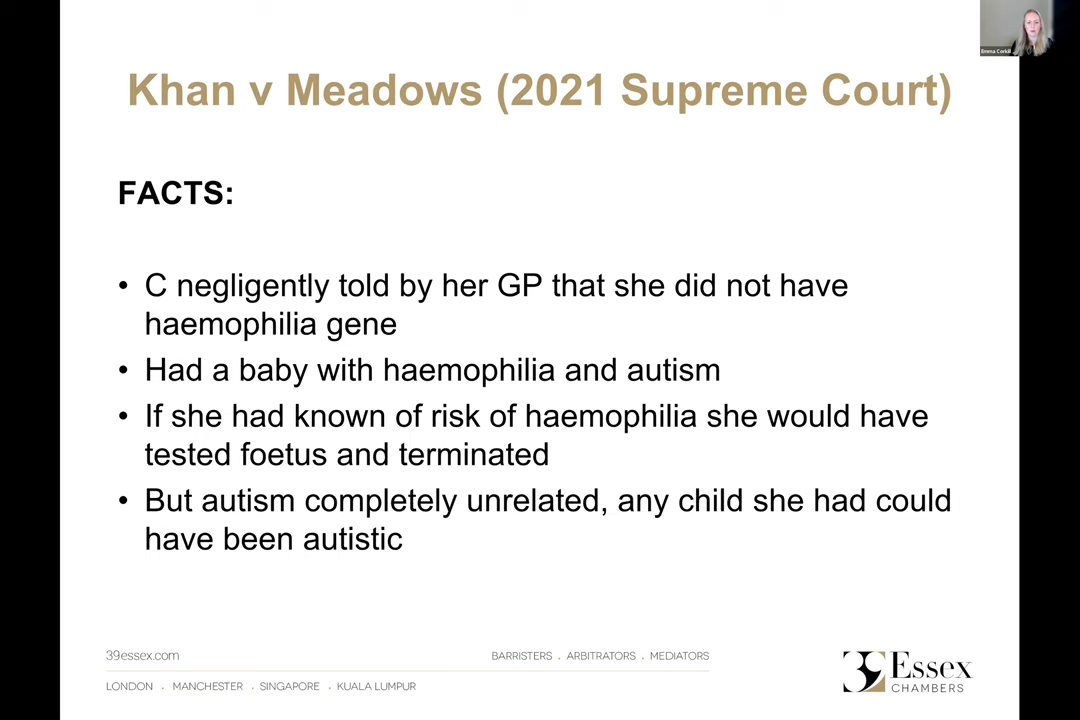 Emma Corkill
Khan v Meadows (2021 Supreme Court)
FACTS:
• C negligently told by her GP that she did not have
haemophilia gene
• Had a baby with haemophilia and autism
• If she had known of risk of haemophilia she would have
tested foetus and terminated
• But autism completely unrelated, any child she had could
have been autistic
39essex.com
BARRISTERS . ARBITRATORS . MEDIATORS
LONDON . MANCHESTER . SINGAPORE . KUALA LUMPUR
39 Essex
CHAMBERS